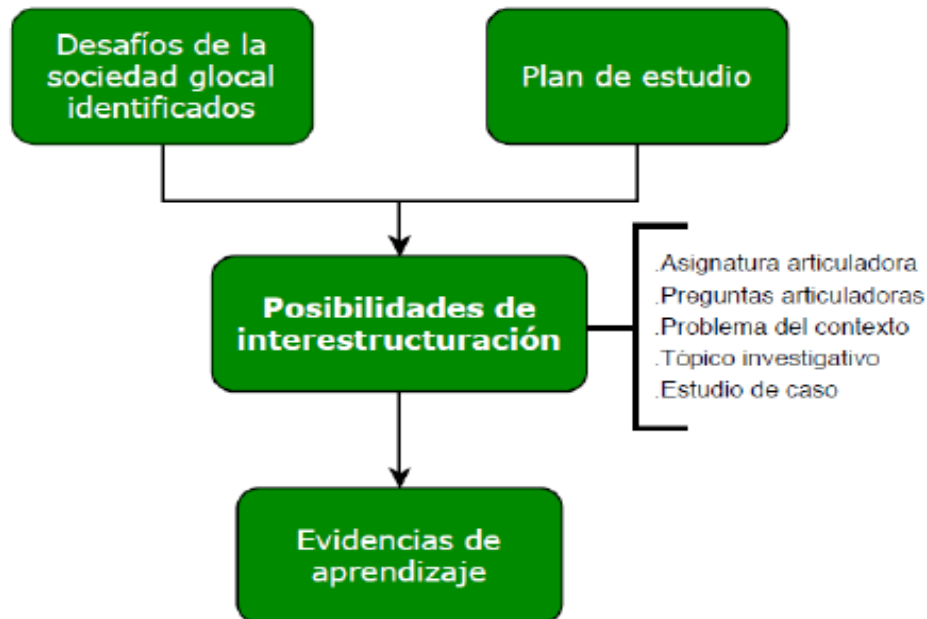 Desafíos de la
sociedad glocal
identificados
Plan de estudio
Posibilidades de
interestructuración
.Asignatura articuladora
.Preguntas articuladoras
.Problema del contexto
.Tópico investigativo
.Estudio de caso
Evidencias de
aprendizaje